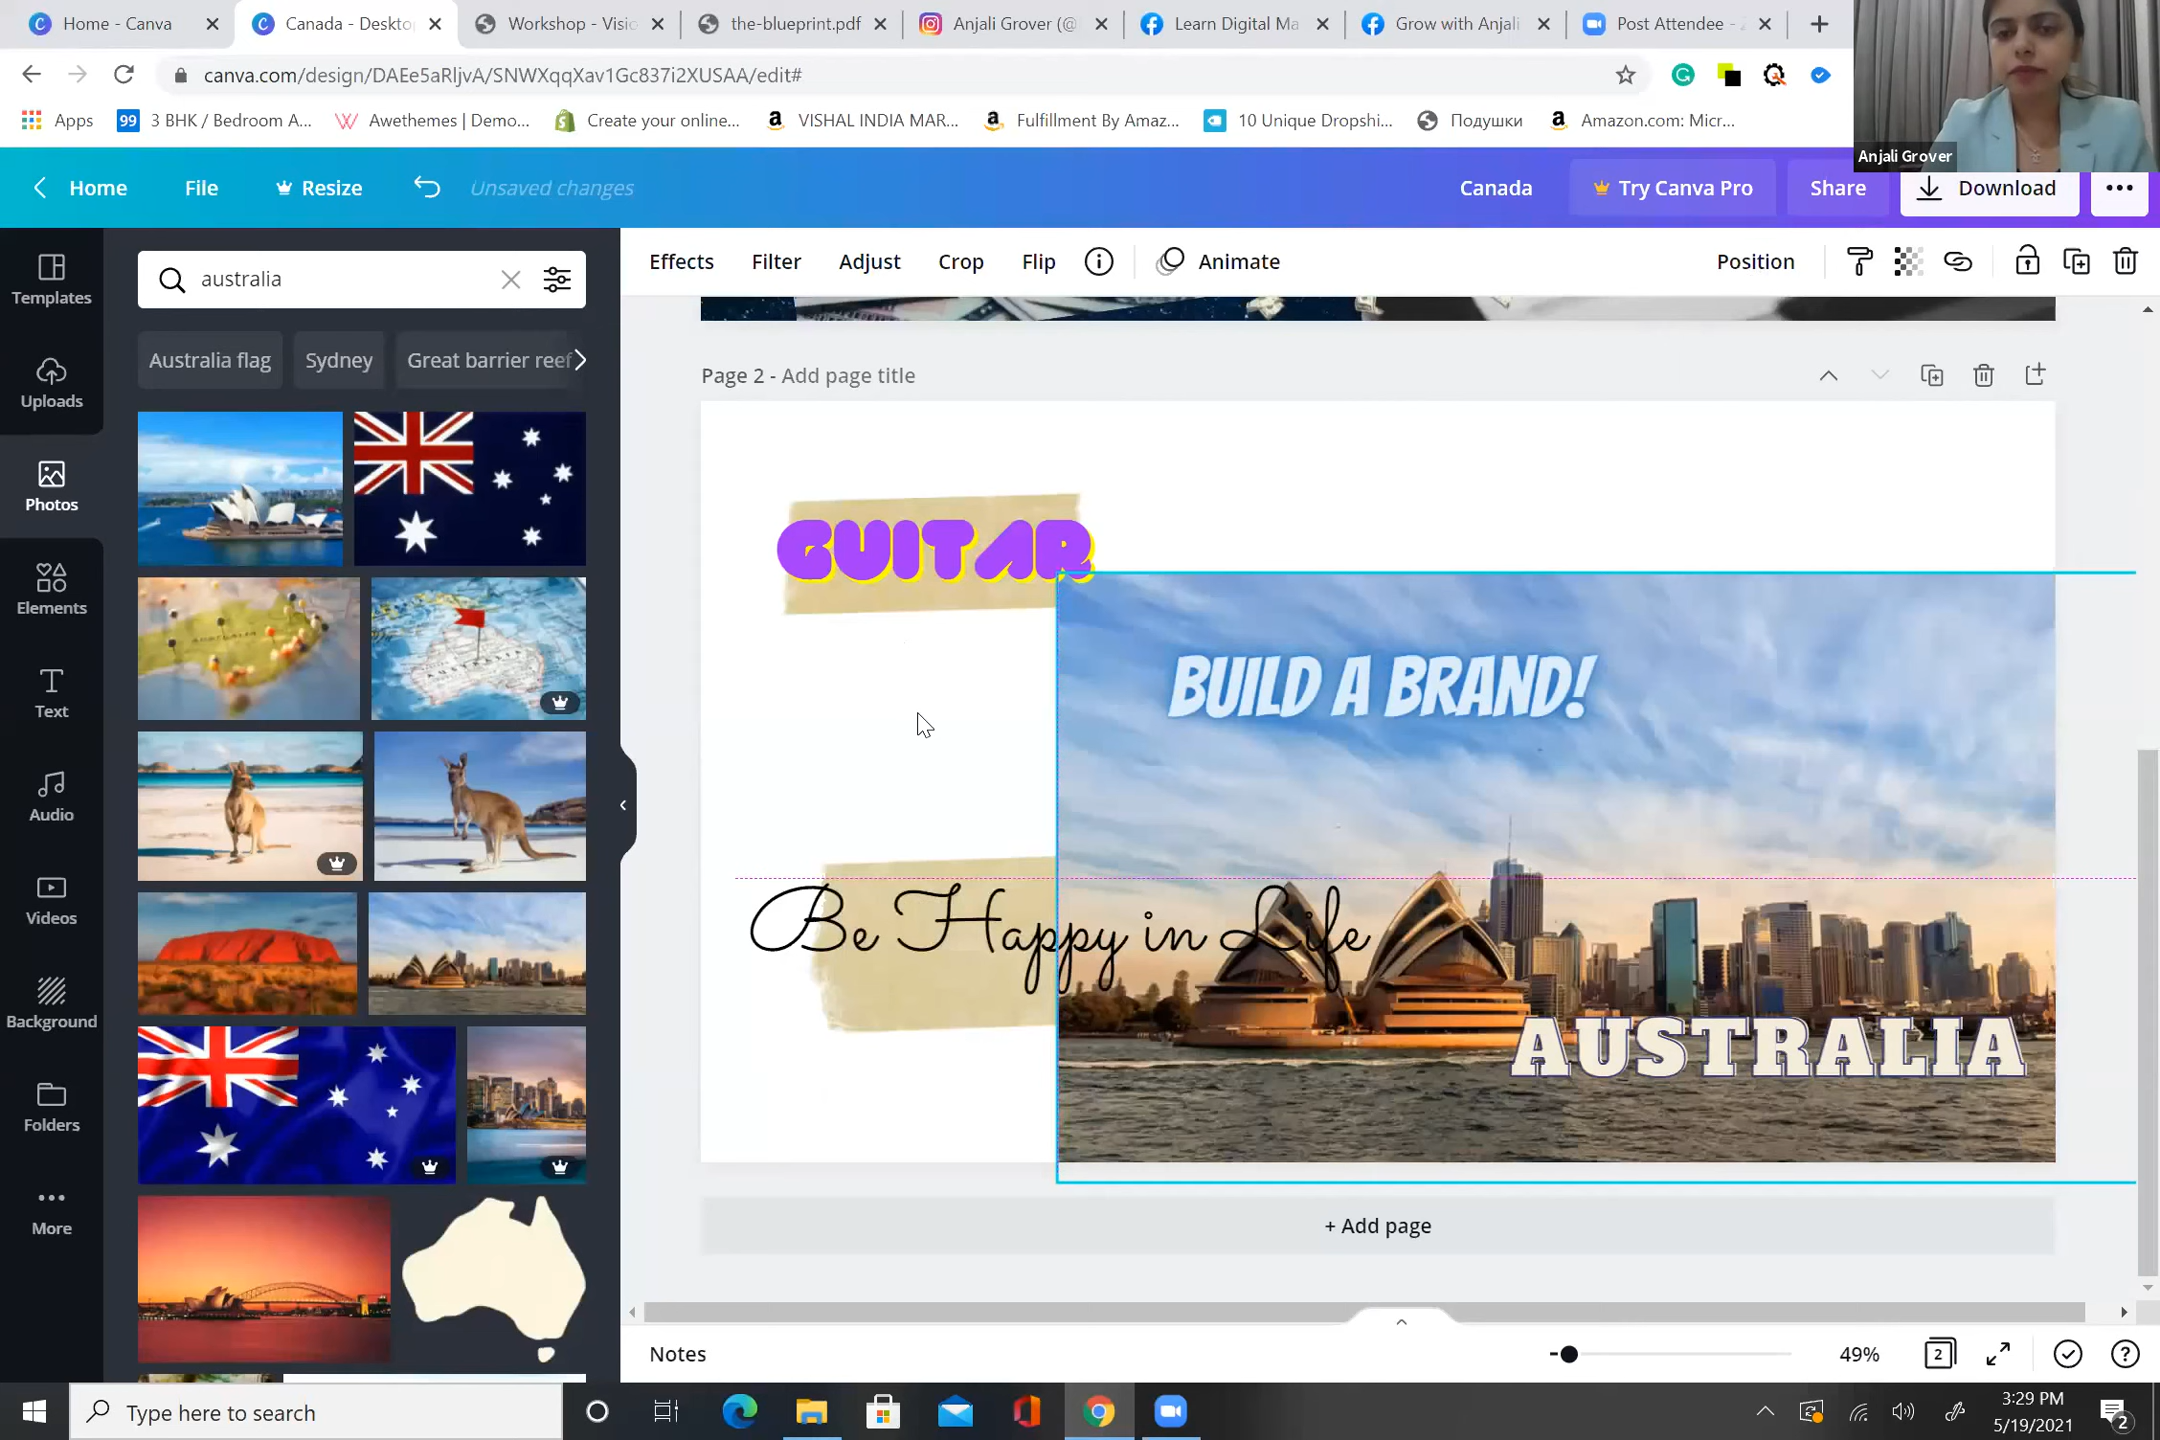 Home - Canva
Canada - Deskto
Workshop - Visio
the-blueprint.pdf
Anjali Grover (@
Learn Digital Ma
Grow with Anjali
Post Attendee -
canva.com/design/DAEe5aRljvA/SNWXqqXav1Gc837i2XUSAA/edit#
Apps
99 3 BHK / Bedroom A...
Awethemes | Demo...
Create your online...
VISHAL INDIA MAR...
Fulfillment By Amaz...
10 Unique Dropshi...
Подушки
Amazon.com: Micr...
Anjali Grover
Home
File
Resize
Unsaved changes
Canada
Try Canva Pro
Share
Download
australia
Effects
Filter
Adjust
Crop
Flip
Animate
Position
Templates
Uploads
Photos
Elements
Text
Audio
Videos
Background
Folders
More
Australia flag
Sydney
Great barrier reef
Page 2 - Add page title
GUITAR
BUILD A BRAND!
Be Happy in Life
AUSTRALIA
+ Add page
Notes
49%
2
Type here to search
3:29 PM
5/19/2021
2